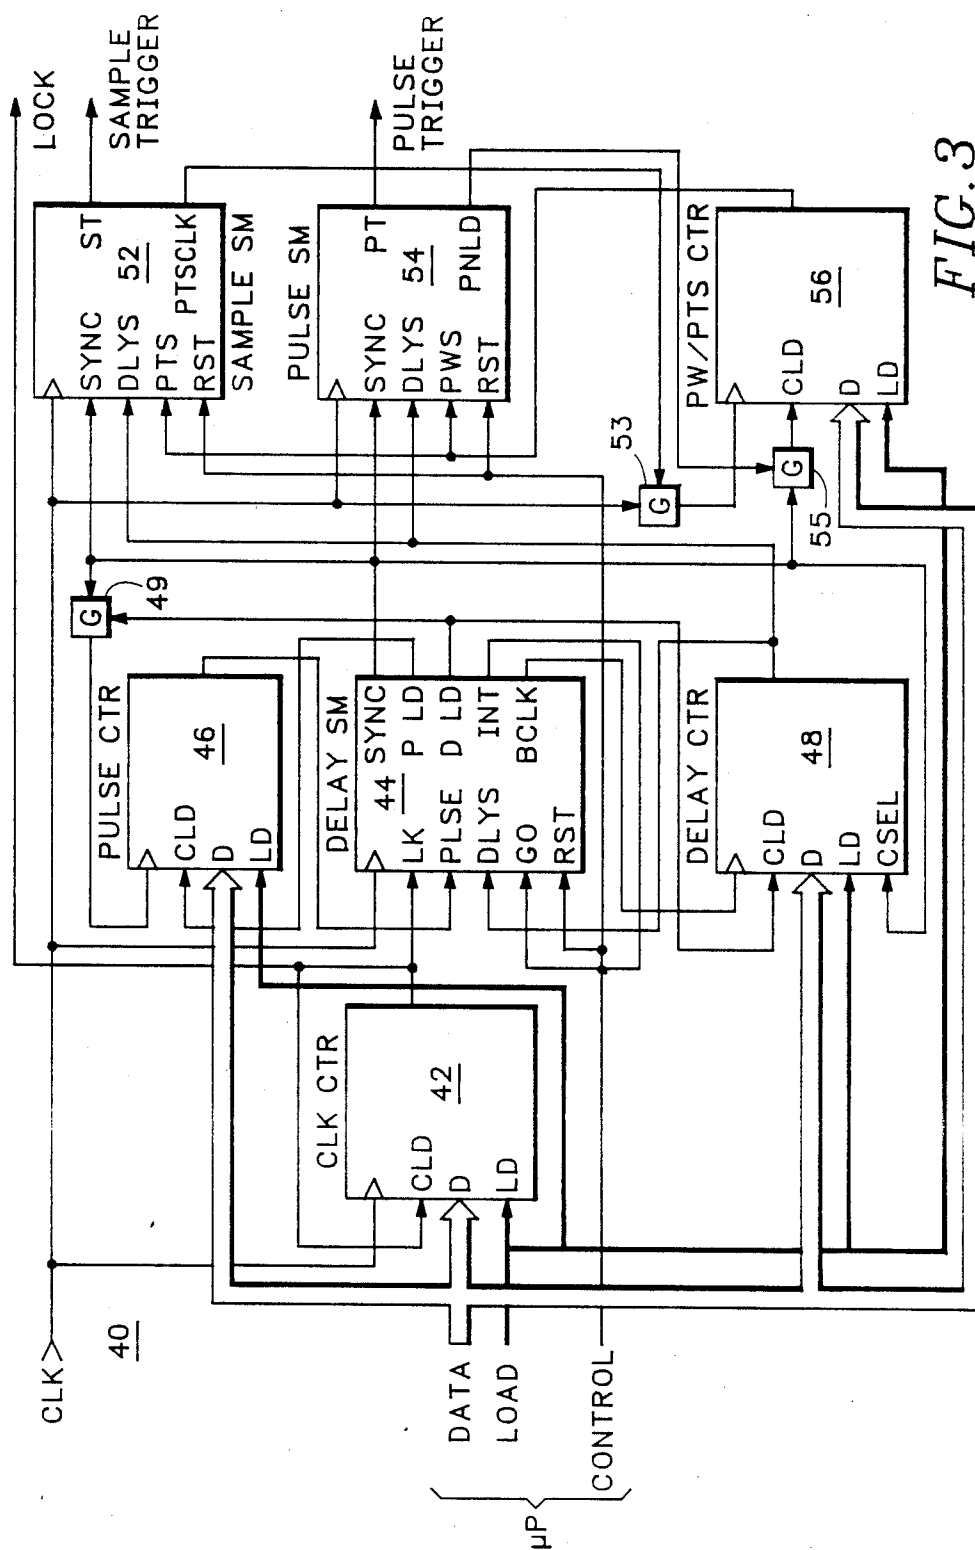 CLK
40
DATA
LOAD
CONTROL
µP
CLK CTR
42
CLD
D
LD
PULSE CTR
46
CLD
D
LD
DELAY SM
44
LK
PLSE
DLYS
GO
RST
SYNC
P LD
D LD
INT
BCLK
DELAY CTR
48
CLD
D
LD
CSEL
G
49
LOCK
SAMPLE
TRIGGER
SYNC
DLYS
PTS
RST
ST
52
PTSCLK
SAMPLE SM
PULSE SM
SYNC
DLYS
PWS
RST
PT
54
PNLD
PULSE
TRIGGER
G
53
G
55
PW/PTS CTR
56
CLD
D
LD
FIG. 3